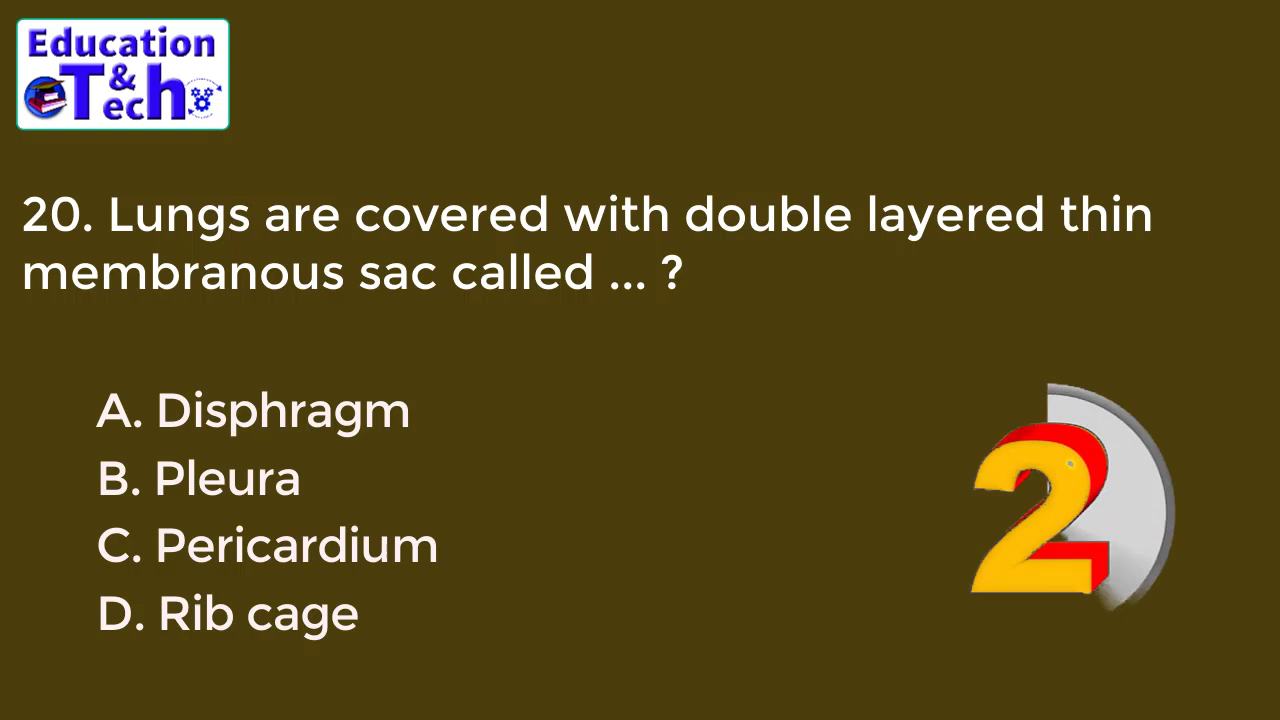 Education
&
Tech
20. Lungs are covered with double layered thin
membranous sac called ... ?
A. Disphragm
B. Pleura
C. Pericardium
D. Rib cage
2